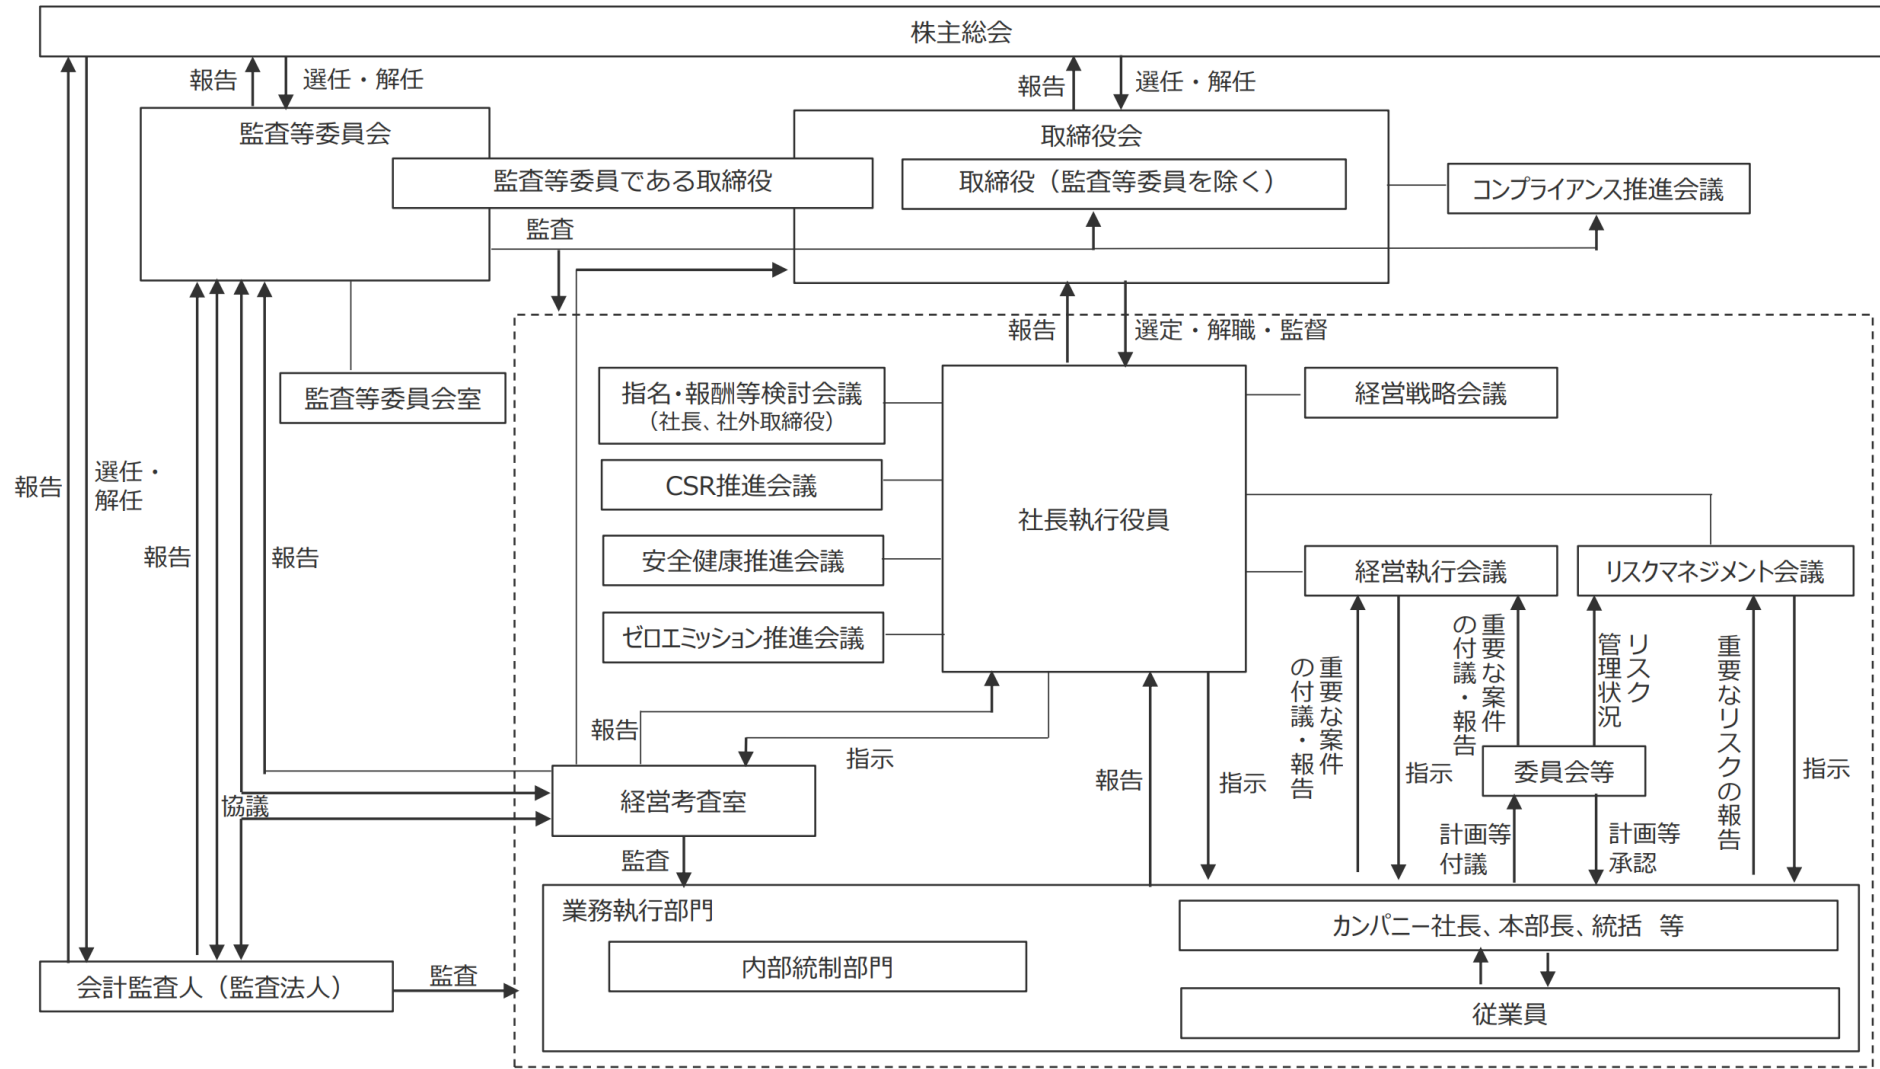 株主総会
報告
選任・解任
報告
選任・解任
監査等委員会
取締役会
監査等委員である取締役
取締役（監査等委員を除く）
コンプライアンス推進会議
監査
報告
選定・解職・監督
監査等委員会室
指名・報酬等検討会議
（社長、社外取締役）
経営戦略会議
CSR推進会議
社長執行役員
安全健康推進会議
経営執行会議
リスクマネジメント会議
ゼロエミッション推進会議
報告
選任・
解任
報告
報告
重要な案件
の付議・報告
重要な案件
の付議・報告
リスク
管理状況
重要なリスクの報告
報告
指示
報告
指示
指示
委員会等
指示
経営考査室
協議
計画等
付議
計画等
承認
監査
業務執行部門
カンパニー社長、本部長、統括 等
内部統制部門
従業員
会計監査人（監査法人）
監査